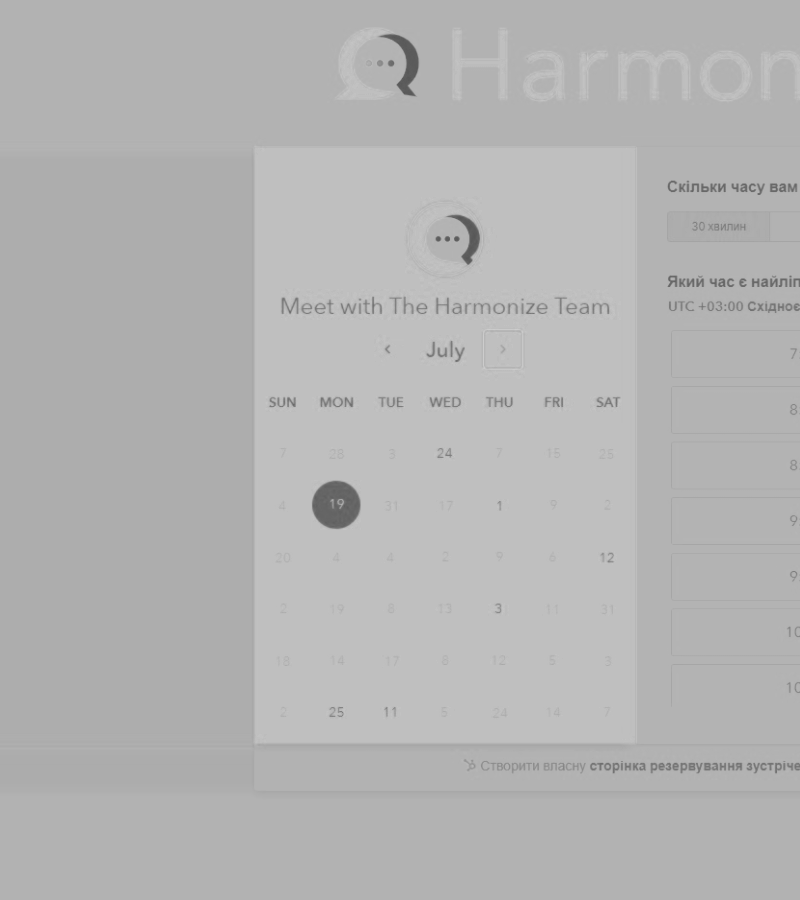 Harmon
Meet with The Harmonize Team
July
SUN MON TUE WED THU FRI SAT
7 28 3 24 7 15 25
4 19 31 17 1 9 2
20 4 4 2 9 6 12
2 19 8 13 3 11 31
18 14 17 8 12 5 3
2 25 11 5 24 14 7
Скільки часу вам
30 хвилин
Який час є найліп
UTC +03:00 Східноє
7
8
8
9
9
10
10
Створити власну сторінка резервування зустріче